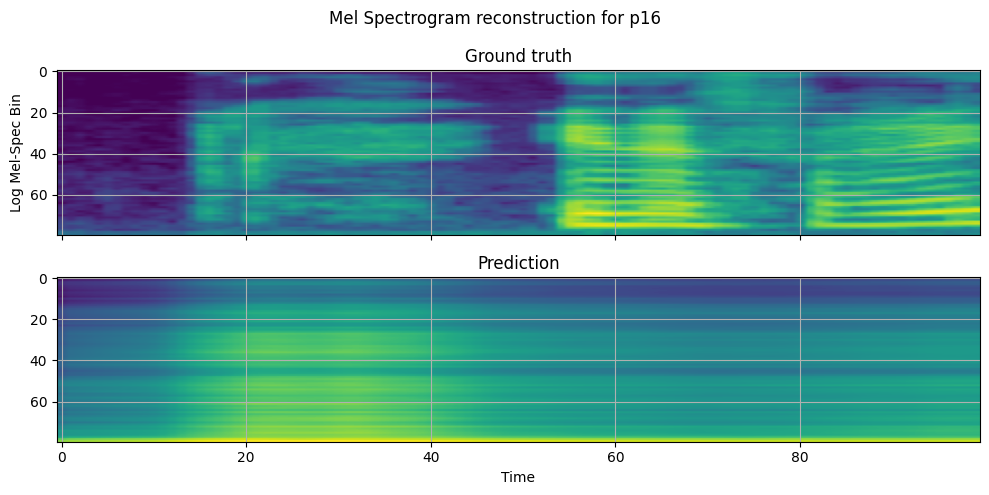 Mel Spectrogram reconstruction for p16
Ground truth
0
20
40
60
Log Mel-Spec Bin
Prediction
0
20
40
60
0 20 40 60 80
Time